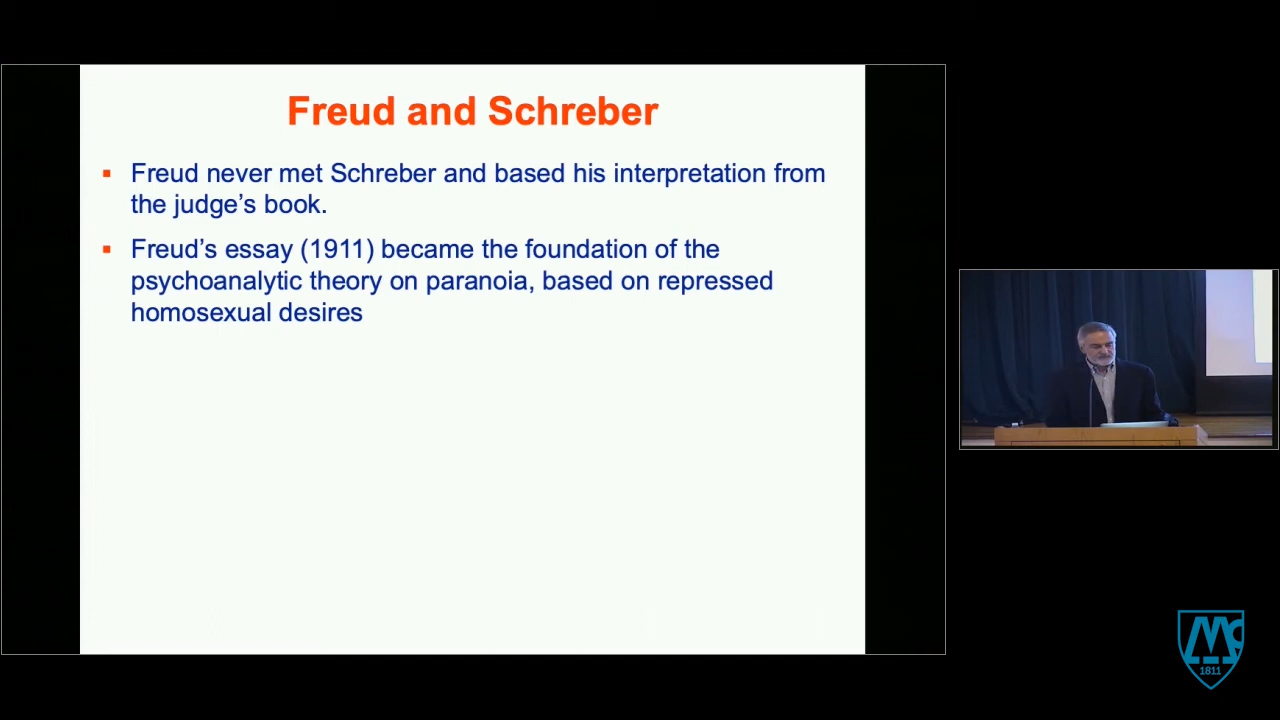 Freud and Schreber
▪ Freud never met Schreber and based his interpretation from
the judge’s book.
▪ Freud’s essay (1911) became the foundation of the
psychoanalytic theory on paranoia, based on repressed
homosexual desires
Mc
1811